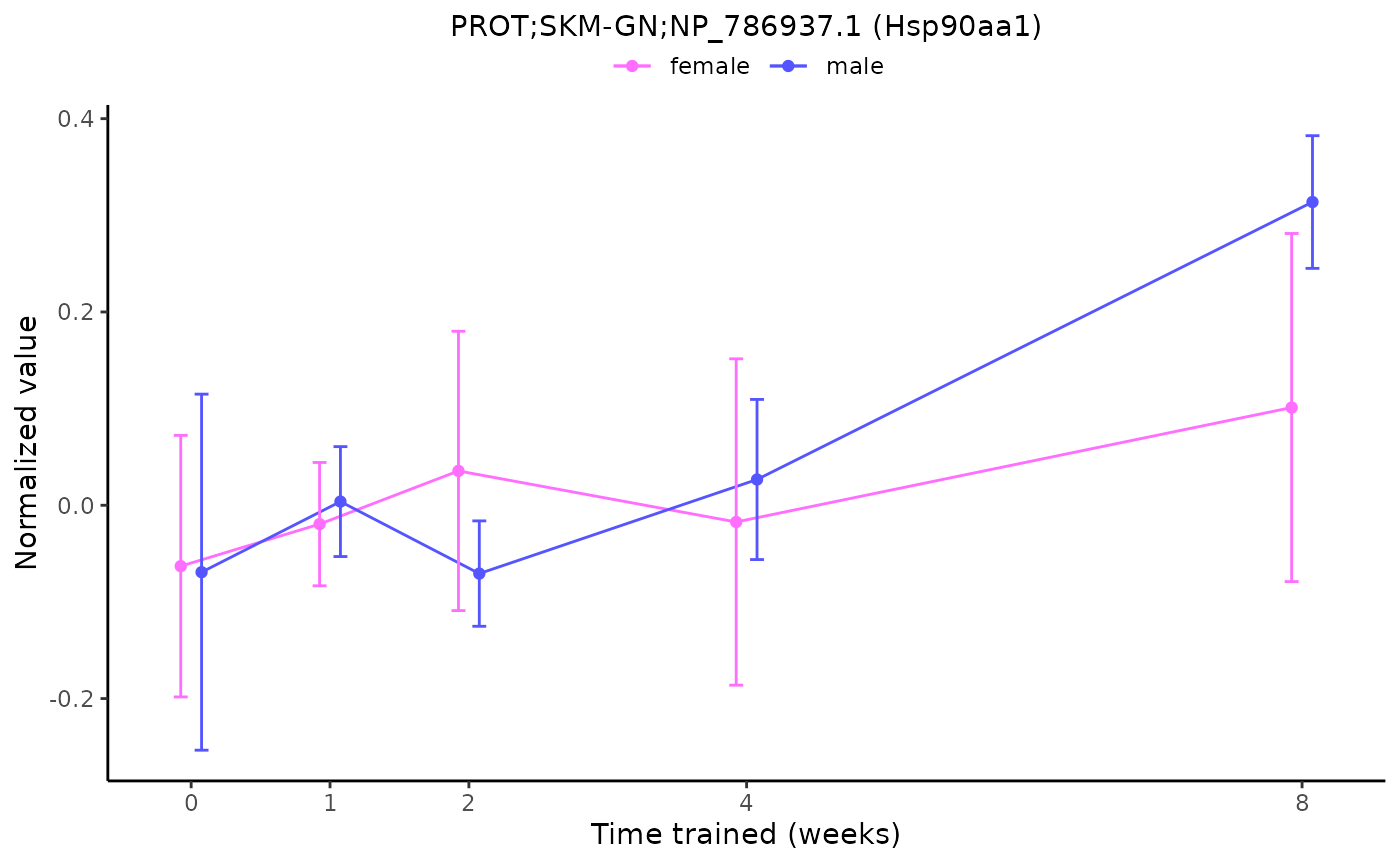 PROT;SKM-GN;NP_786937.1 (Hsp90aa1)
female male
0.4
0.2
0.0
-0.2
Normalized value
0 1 2 4 8
Time trained (weeks)